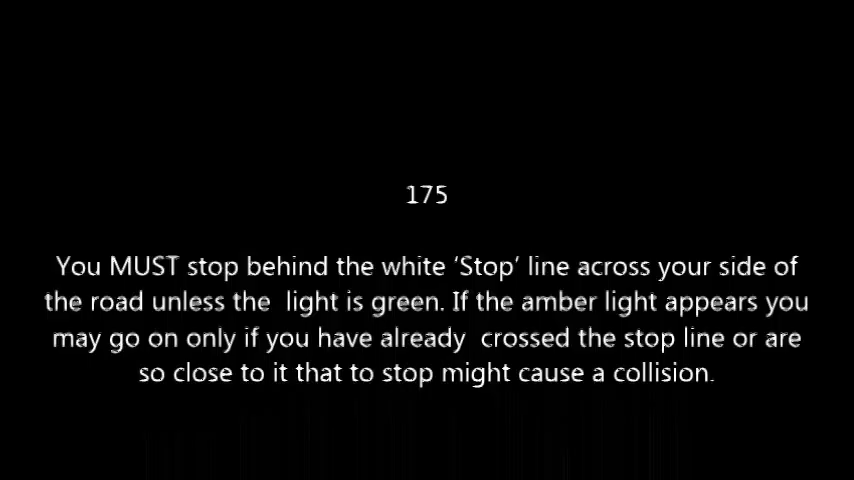 175
You MUST stop behind the white ‘Stop’ line across your side of
the road unless the  light is green. If the amber light appears you
may go on only if you have already  crossed the stop line or are
so close to it that to stop might cause a collision.